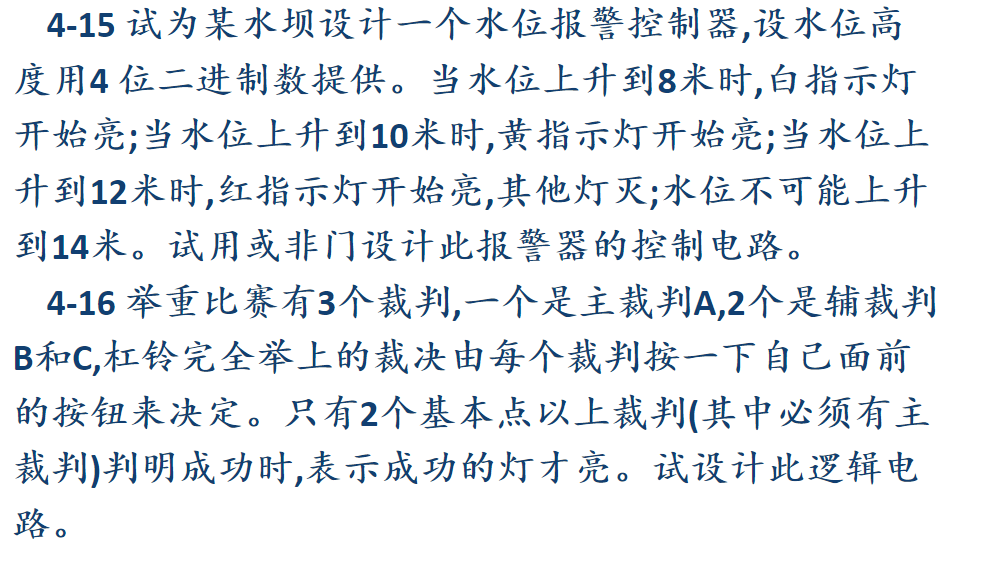 4-15 试为某水坝设计一个水位报警控制器,设水位高
度用4 位二进制数提供。当水位上升到8米时,白指示灯
开始亮;当水位上升到10米时,黄指示灯开始亮;当水位上
升到12米时,红指示灯开始亮,其他灯灭;水位不可能上升
到14米。试用或非门设计此报警器的控制电路。
4-16 举重比赛有3个裁判,一个是主裁判A,2个是辅裁判
B和C,杠铃完全举上的裁决由每个裁判按一下自己面前
的按钮来决定。只有2个基本点以上裁判(其中必须有主
裁判)判明成功时,表示成功的灯才亮。试设计此逻辑电
路。